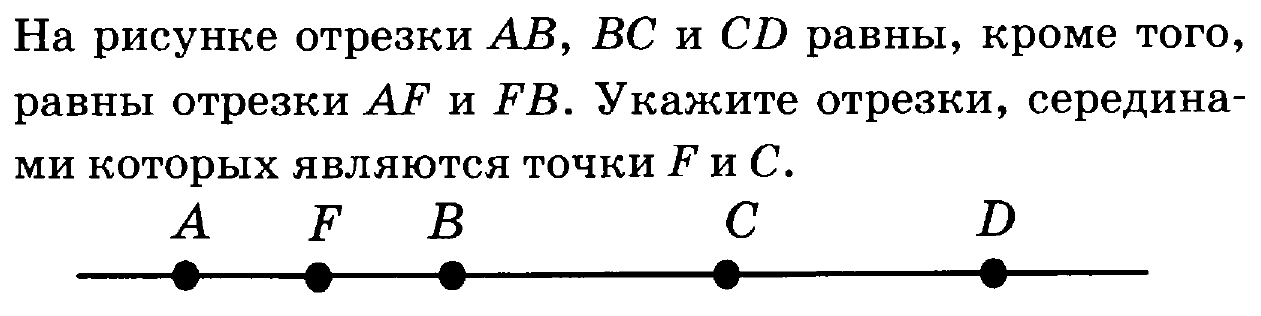 На рисунке отрезки AB, BC и CD равны, кроме того,
равны отрезки AF и FB. Укажите отрезки, середина-
ми которых являются точки F и C.
A F B C D